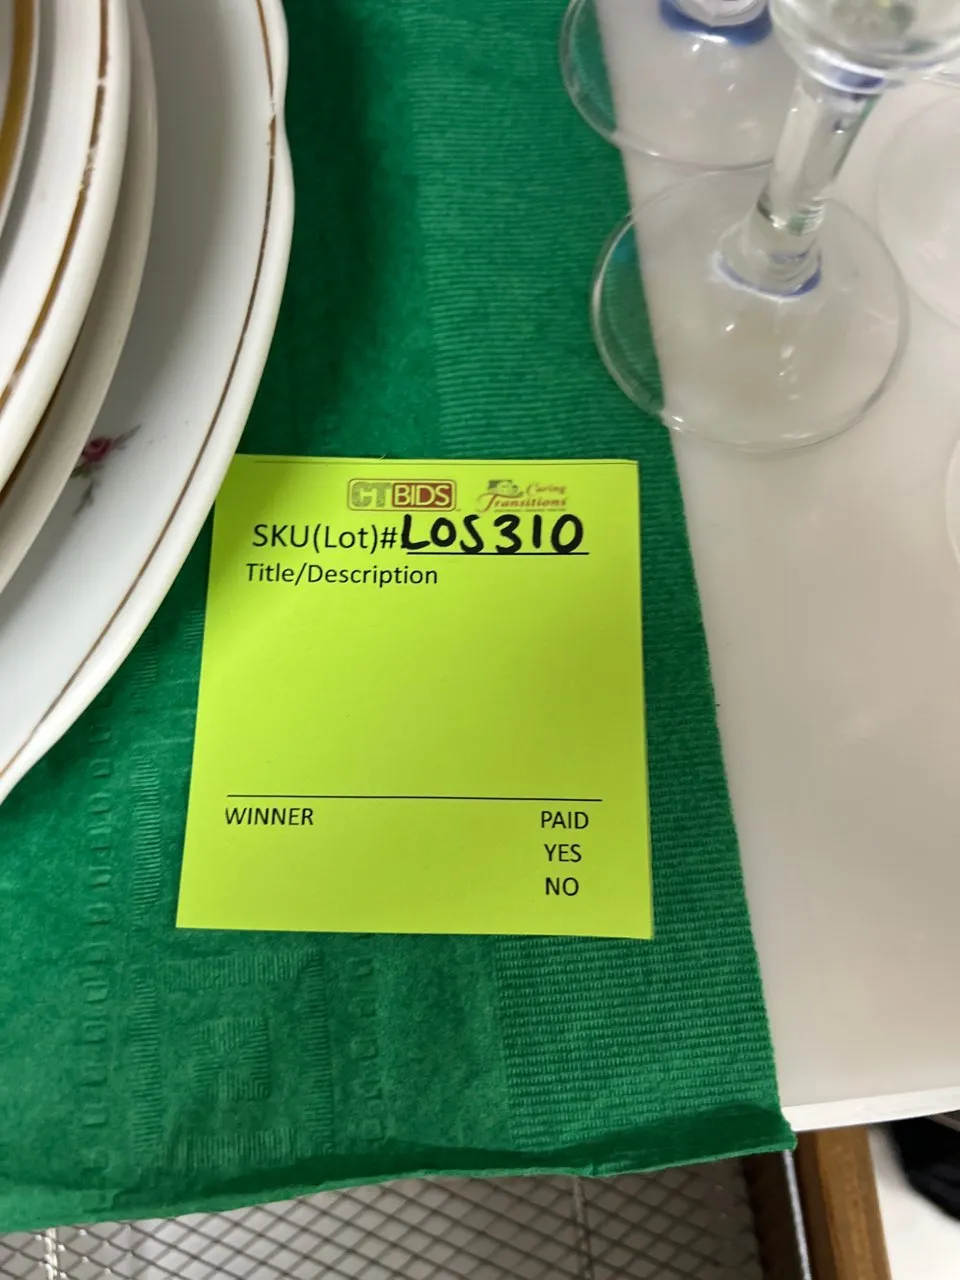 CTBIDS Caring Transitions
SKU(Lot)# LOS310
Title/Description
WINNER PAID
YES
NO